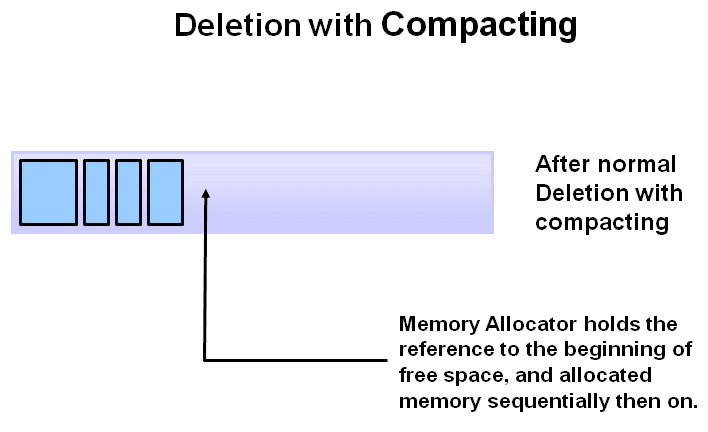 Deletion with Compacting
After normal
Deletion with
compacting
Memory Allocator holds the
reference to the beginning of
free space, and allocated
memory sequentially then on.